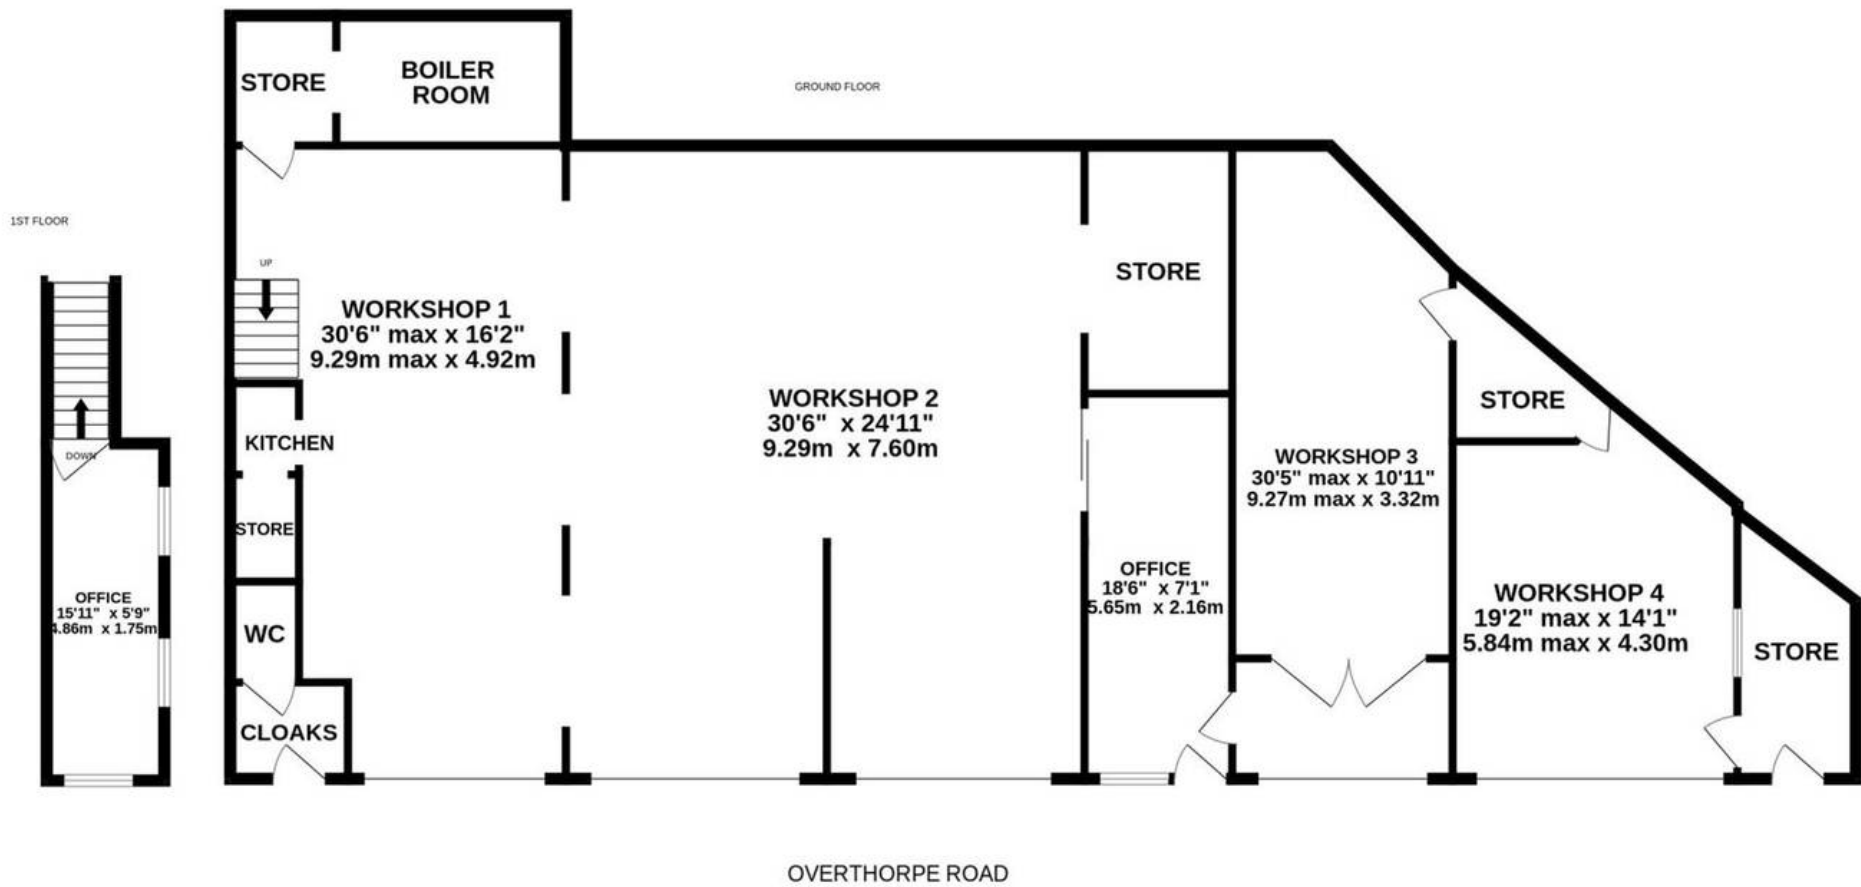 STORE
BOILER
ROOM
GROUND FLOOR
1ST FLOOR
UP
WORKSHOP 1
30'6" max x 16'2"
9.29m max x 4.92m
STORE
WORKSHOP 2
30'6" x 24'11"
9.29m x 7.60m
STORE
KITCHEN
DOWN
WORKSHOP 3
30'5" max x 10'11"
9.27m max x 3.32m
STORE
OFFICE
18'6" x 7'1"
5.65m x 2.16m
OFFICE
15'11" x 5'9"
4.86m x 1.75m
WORKSHOP 4
19'2" max x 14'1"
5.84m max x 4.30m
WC
STORE
CLOAKS
OVERTHORPE ROAD